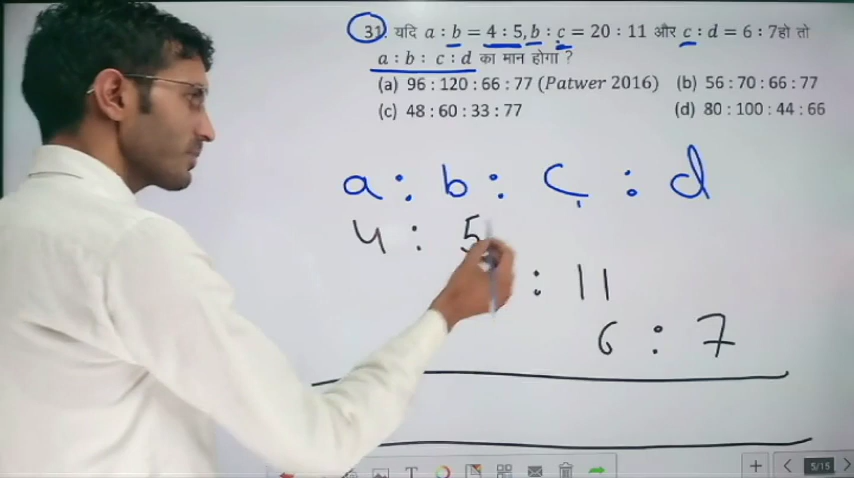 31. यदि a : b = 4 : 5, b : c = 20 : 11 और c : d = 6 : 7हो तो
a : b : c : d का मान होगा ?
(a) 96 : 120 : 66 : 77 (Patwer 2016) (b) 56 : 70 : 66 : 77
(c) 48 : 60 : 33 : 77 (d) 80 : 100 : 44 : 66
a : b : c : d
4 : 5
: 11
6 : 7
T
5/15